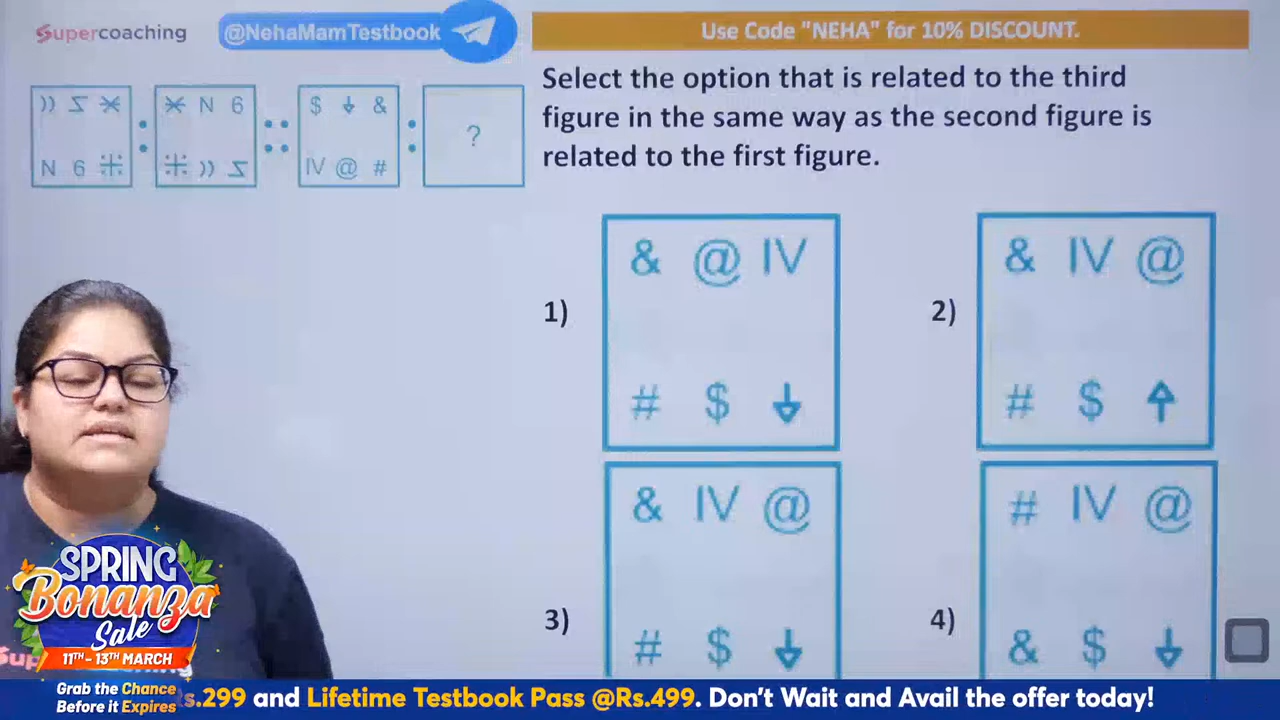 Supercoaching
@NehaMamTestbook
Use Code "NEHA" for 10% DISCOUNT.
Select the option that is related to the third
figure in the same way as the second figure is
related to the first figure.
N 6
N 6
$ &
IV @ #
: :: :
?
1)
& @ IV
# $
2)
& IV @
# $
3)
& IV @
# $
4)
# IV @
& $
SPRING
Bonanza
Sale
11TH - 13TH MARCH
Grab the Chance
Before it Expires
s.299 and Lifetime Testbook Pass @Rs.499. Don't Wait and Avail the offer today!